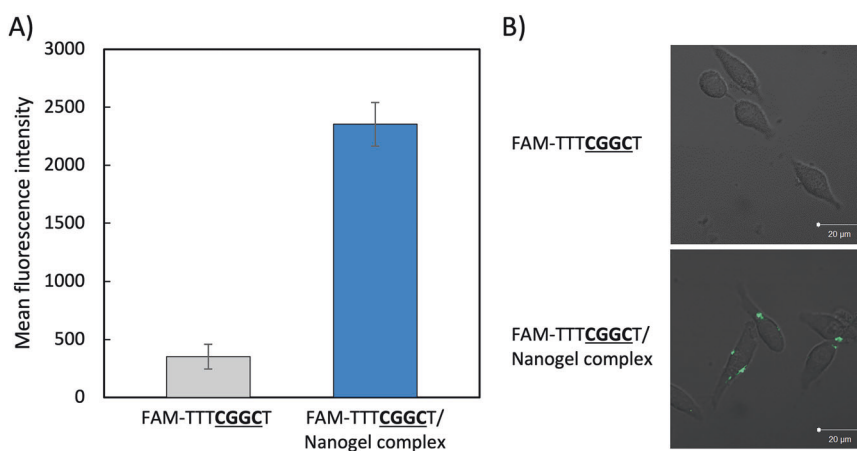 A)
Mean fluorescence intensity
3000
2500
2000
1500
1000
500
0
FAM-TTTCGGCT
FAM-TTTCGGCT/
Nanogel complex
B)
FAM-TTTCGGCT
20 μm
FAM-TTTCGGCT/
Nanogel complex
20 μm